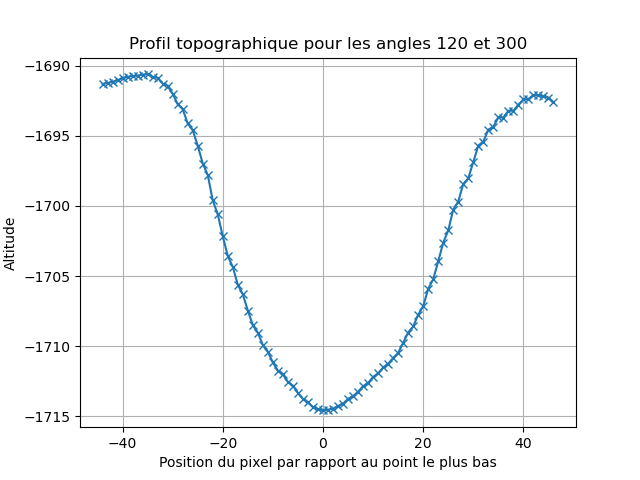 Profil topographique pour les angles 120 et 300
Altitude
−1690
−1695
−1700
−1705
−1710
−1715
−40 −20 0 20 40
Position du pixel par rapport au point le plus bas